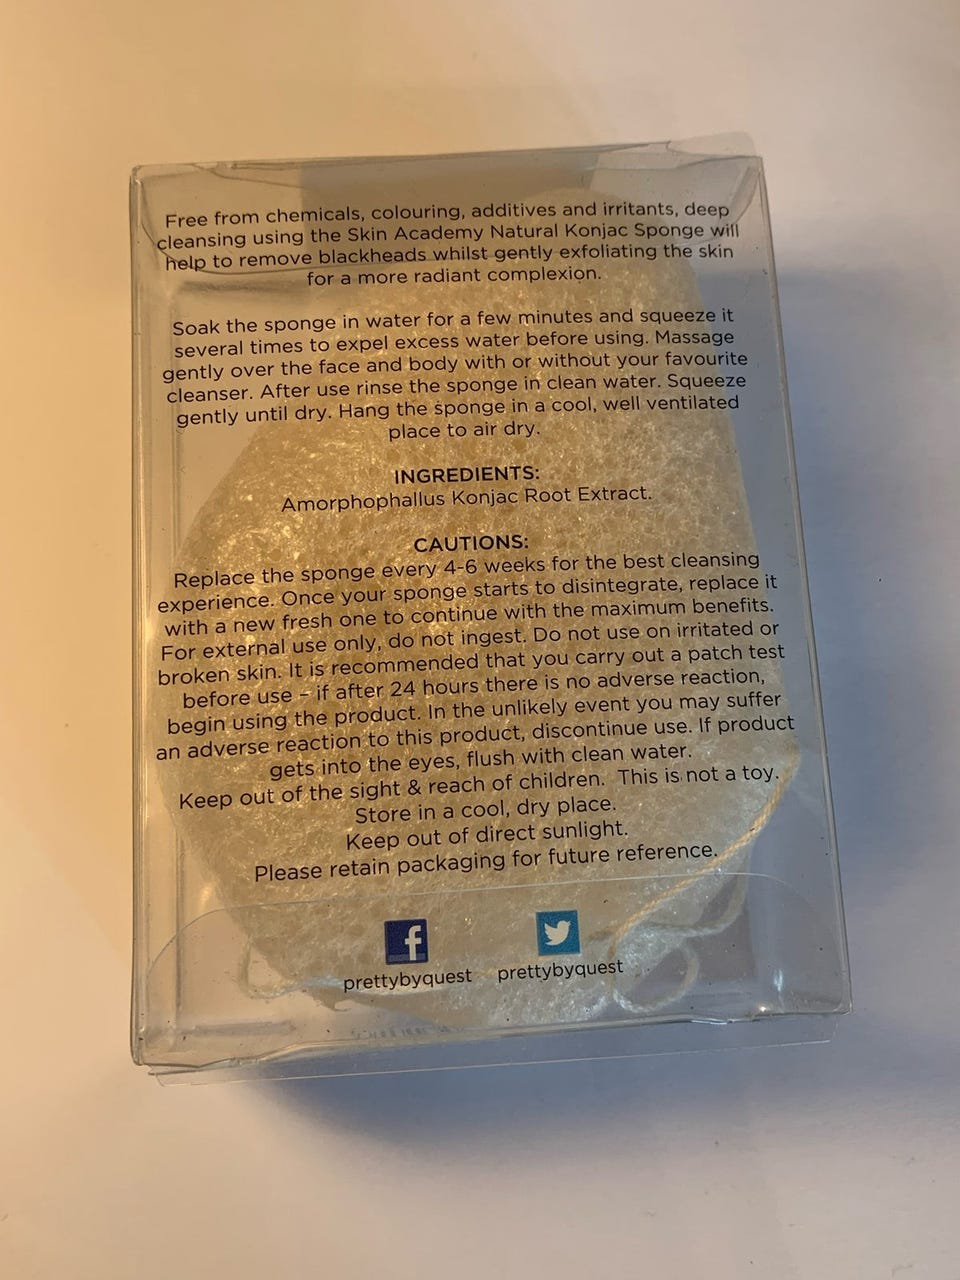 Free from chemicals, colouring, additives and irritants, deep
cleansing using the Skin Academy Natural Konjac Sponge will
help to remove blackheads whilst gently exfoliating the skin
for a more radiant complexion.
Soak the sponge in water for a few minutes and squeeze it
several times to expel excess water before using. Massage
gently over the face and body with or without your favourite
cleanser. After use rinse the sponge in clean water. Squeeze
gently until dry. Hang the sponge in a cool, well ventilated
place to air dry.
INGREDIENTS:
Amorphophallus Konjac Root Extract.
CAUTIONS:
Replace the sponge every 4-6 weeks for the best cleansing
experience. Once your sponge starts to disintegrate, replace it
with a new fresh one to continue with the maximum benefits.
For external use only, do not ingest. Do not use on irritated or
broken skin. It is recommended that you carry out a patch test
before use – if after 24 hours there is no adverse reaction,
begin using the product. In the unlikely event you may suffer
an adverse reaction to this product, discontinue use. If product
gets into the eyes, flush with clean water.
Keep out of the sight & reach of children. This is not a toy.
Store in a cool, dry place.
Keep out of direct sunlight.
Please retain packaging for future reference.
f
prettybyquest prettybyquest